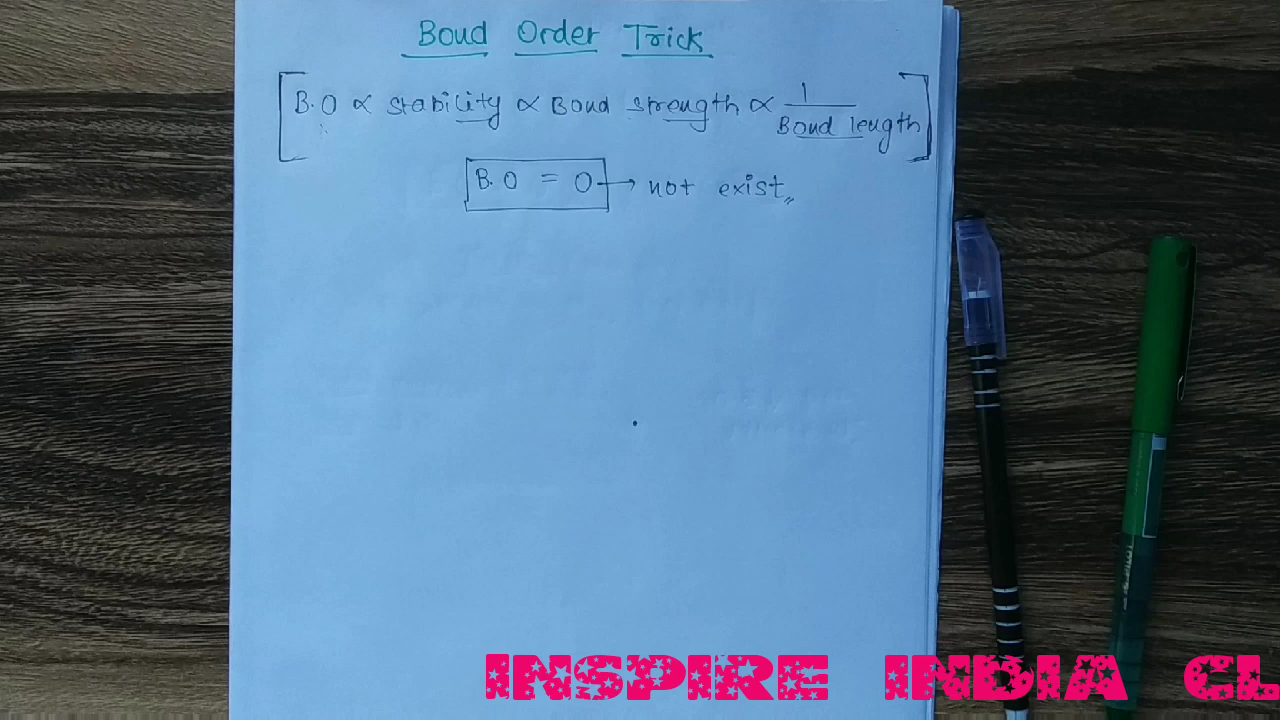 Bond Order Trick
[B.O ∝ stability ∝ Bond strength ∝ 1/Bond length]
B.O = 0 → not exist,,
INSPIRE INDIA CL